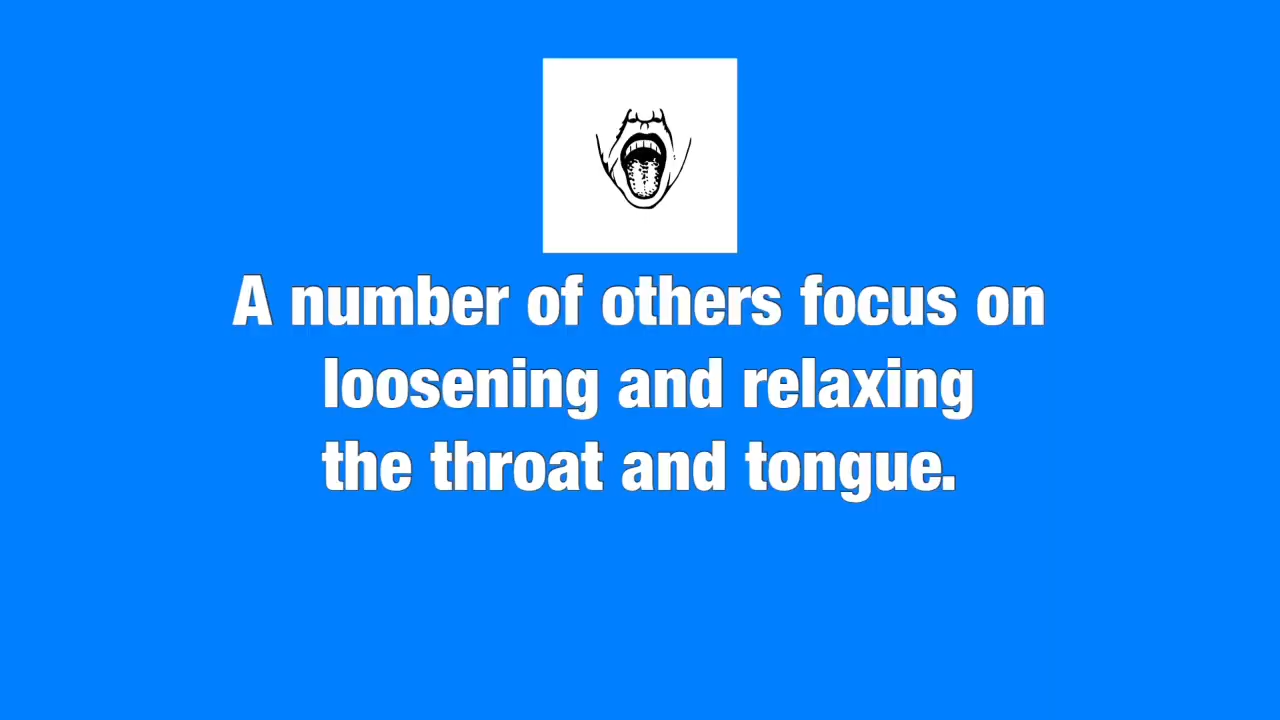 A number of others focus on
loosening and relaxing
the throat and tongue.